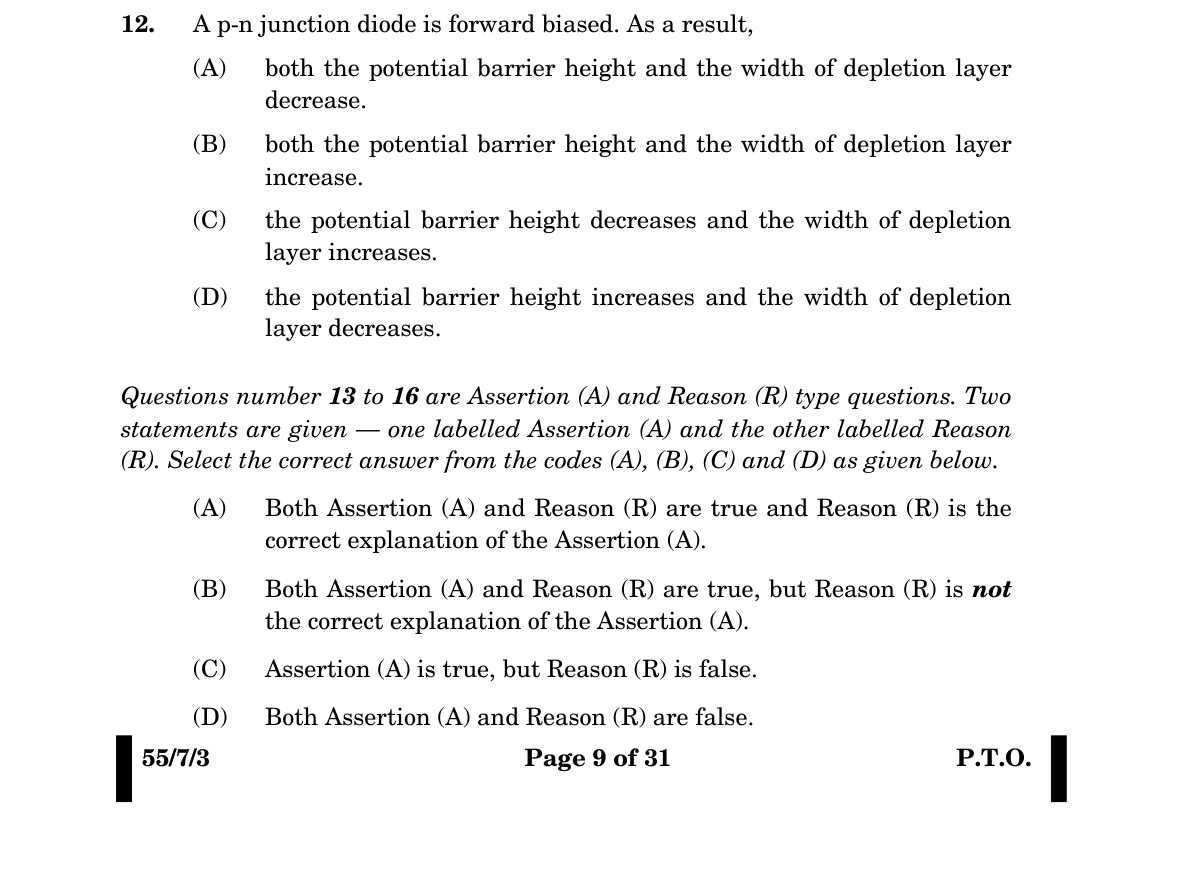 12. A p-n junction diode is forward biased. As a result,
(A) both the potential barrier height and the width of depletion layer
decrease.
(B) both the potential barrier height and the width of depletion layer
increase.
(C) the potential barrier height decreases and the width of depletion
layer increases.
(D) the potential barrier height increases and the width of depletion
layer decreases.
Questions number 13 to 16 are Assertion (A) and Reason (R) type questions. Two
statements are given — one labelled Assertion (A) and the other labelled Reason
(R). Select the correct answer from the codes (A), (B), (C) and (D) as given below.
(A) Both Assertion (A) and Reason (R) are true and Reason (R) is the
correct explanation of the Assertion (A).
(B) Both Assertion (A) and Reason (R) are true, but Reason (R) is not
the correct explanation of the Assertion (A).
(C) Assertion (A) is true, but Reason (R) is false.
(D) Both Assertion (A) and Reason (R) are false.
55/7/3 Page 9 of 31 P.T.O.